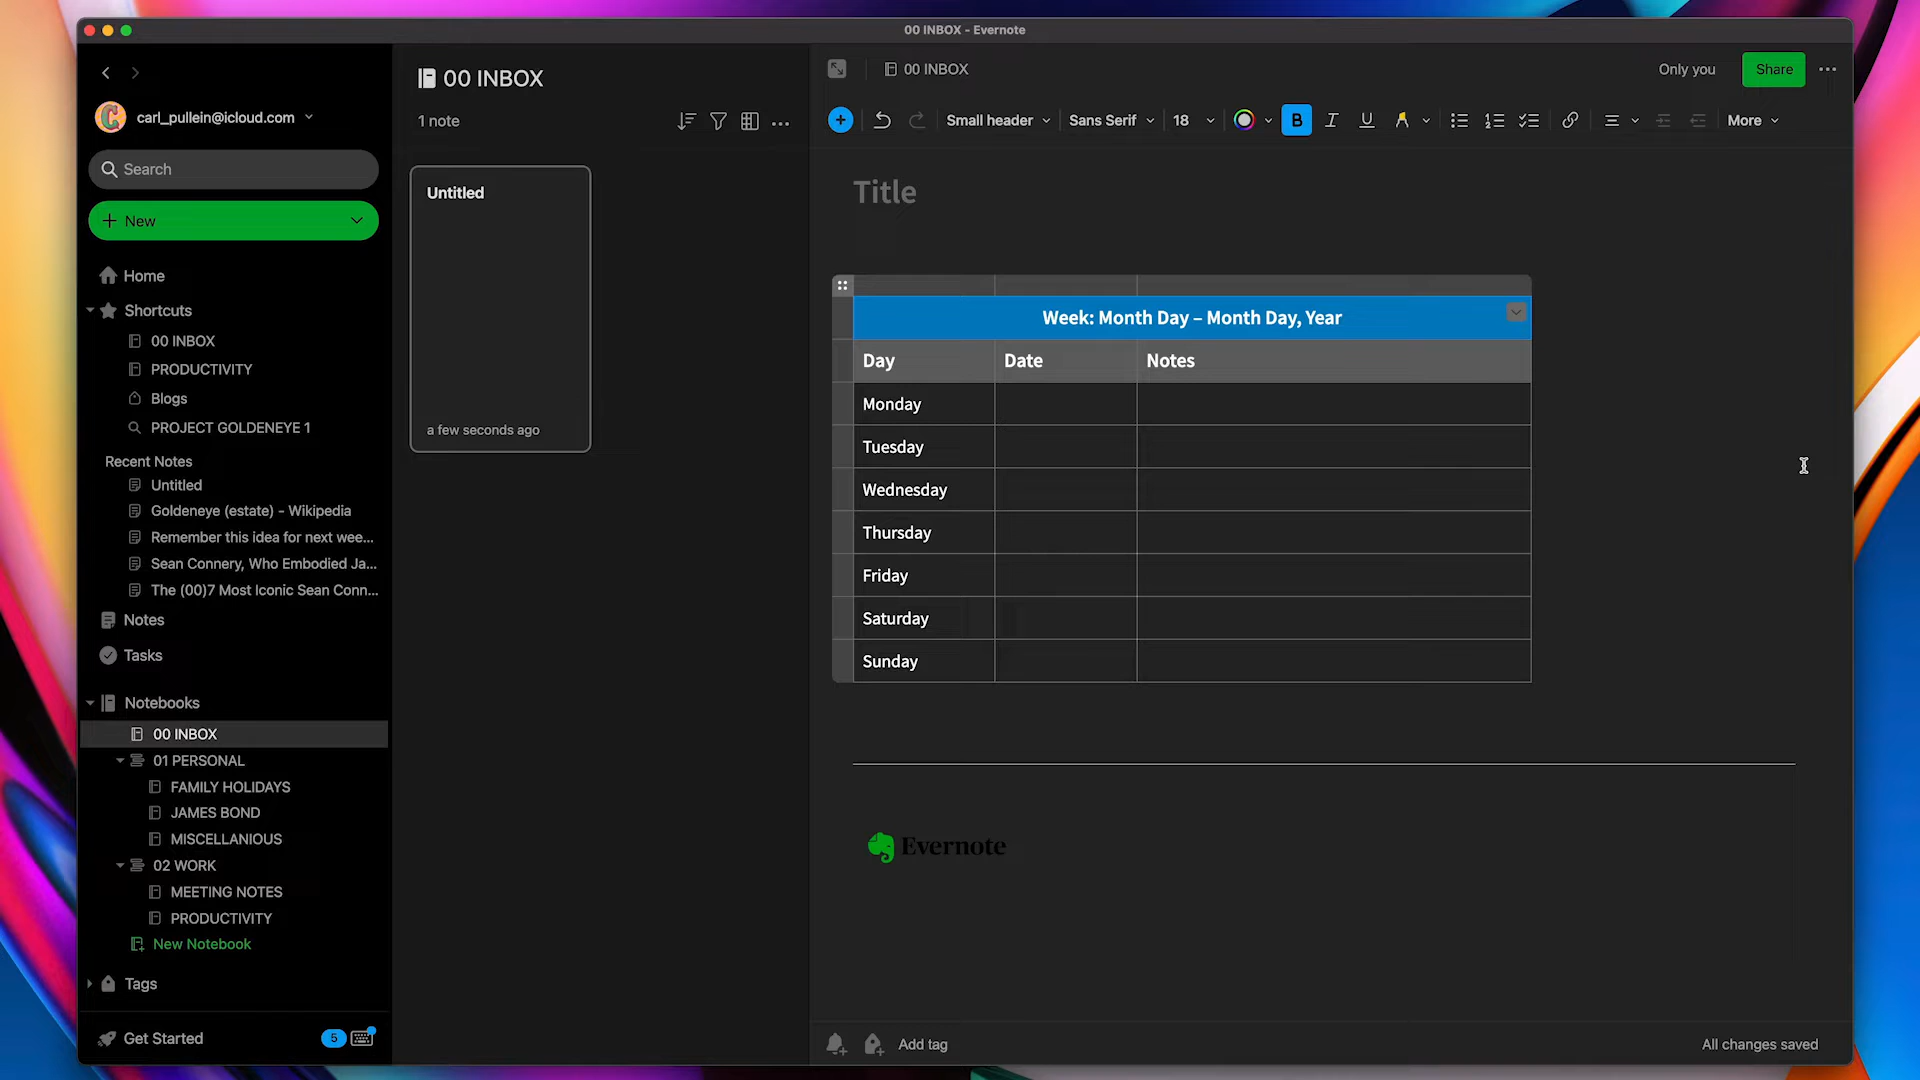 00 INBOX - Evernote
carl_pullein@icloud.com
Search
New
Home
Shortcuts
00 INBOX
PRODUCTIVITY
Blogs
PROJECT GOLDENEYE 1
Recent Notes
Untitled
Goldeneye (estate) - Wikipedia
Remember this idea for next wee...
Sean Connery, Who Embodied Ja...
The (00)7 Most Iconic Sean Conn...
Notes
Tasks
Notebooks
00 INBOX
01 PERSONAL
FAMILY HOLIDAYS
JAMES BOND
MISCELLANIOUS
02 WORK
MEETING NOTES
PRODUCTIVITY
New Notebook
Tags
Get Started
5
00 INBOX
1 note
Untitled
a few seconds ago
00 INBOX
Only you
Share
Small header
Sans Serif
18
B
I
U
More
Title
Week: Month Day – Month Day, Year
Day Date Notes
Monday
Tuesday
Wednesday
Thursday
Friday
Saturday
Sunday
Evernote
Add tag
All changes saved